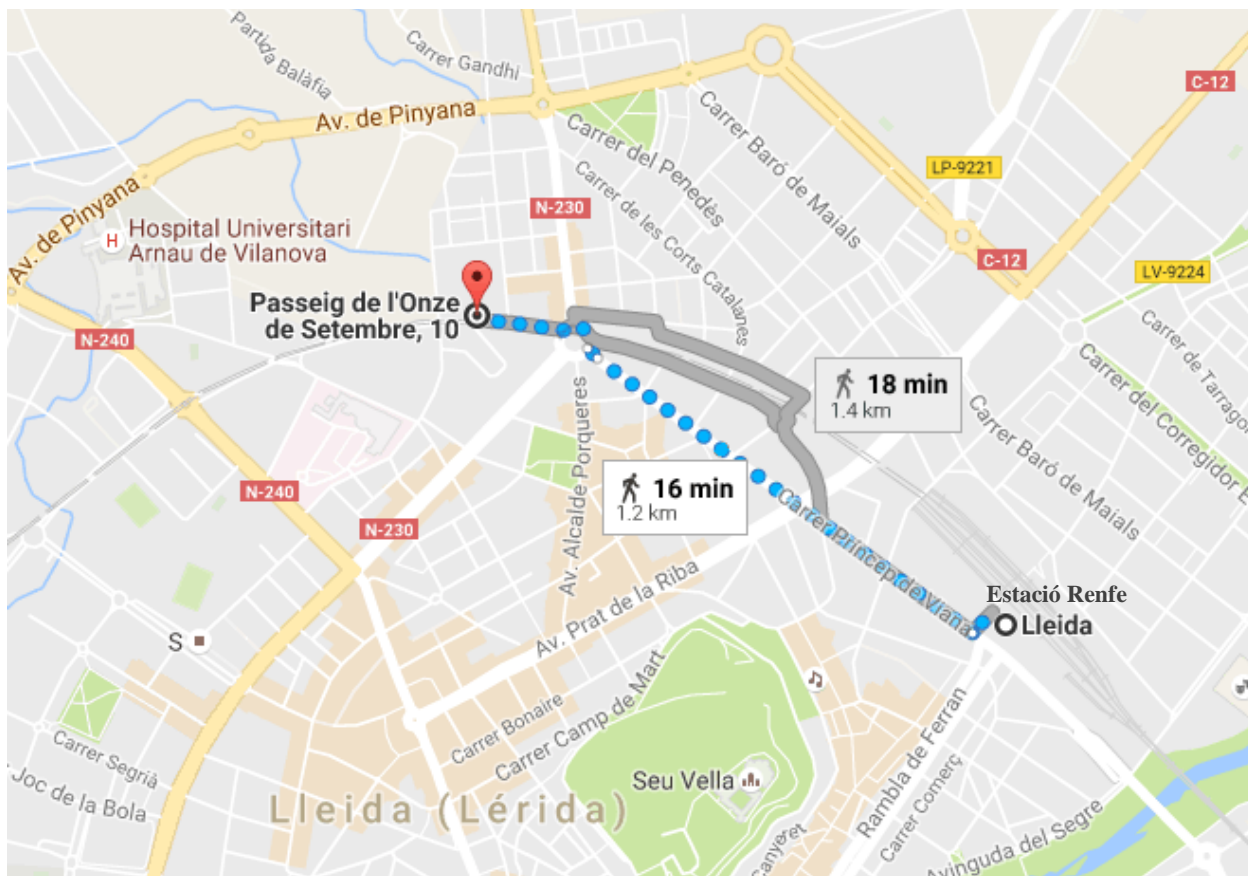 Partida
Balàfia
Carrer Gandhi
C-12
Av. de Pinyana
Carrer del Penedès
Carrer Baró de Maials
LP-9221
Av. de Pinyana
Carrer de les Corts Catalanes
N-230
H
Hospital Universitari
Arnau de Vilanova
C-12
LV-9224
Passeig de l'Onze
de Setembre, 10
N-240
Carrer de Tarragon
18 min
1.4 km
Carrer del Corregidor E
Carrer Baró de Maials
Av. Alcalde Porqueres
16 min
1.2 km
N-240
N-230
Carrer Príncep de Viana
Av. Prat de la Riba
Estació Renfe
Lleida
S
Carrer Bonaire
Carrer Camp de Mart
Rambla de Ferran
Carrer Segrià
Joc de la Bola
Seu Vella
Carrer Comerç
Lleida (Lérida)
Canyeret
Avinguda del Segre